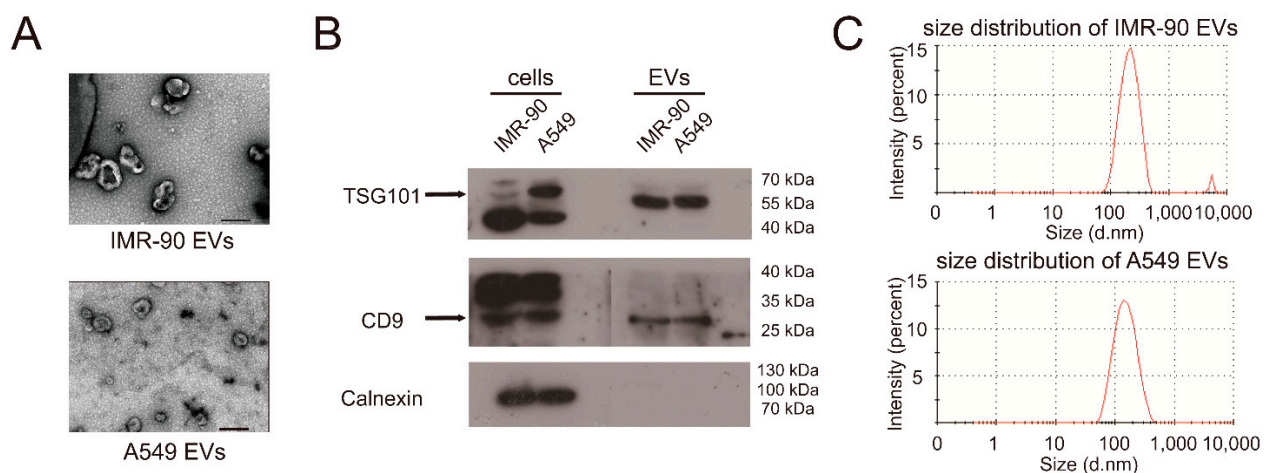 A
IMR-90 EVs
A549 EVs
B
cells EVs
IMR-90 A549 IMR-90 A549
TSG101
70 kDa
55 kDa
40 kDa
CD9
40 kDa
35 kDa
25 kDa
Calnexin
130 kDa
100 kDa
70 kDa
C
size distribution of IMR-90 EVs
Intensity (percent)
15
10
5
0 1 10 100 1,000 10,000
Size (d.nm)
size distribution of A549 EVs
Intensity (percent)
15
10
5
0 1 10 100 1,000 10,000
Size (d.nm)